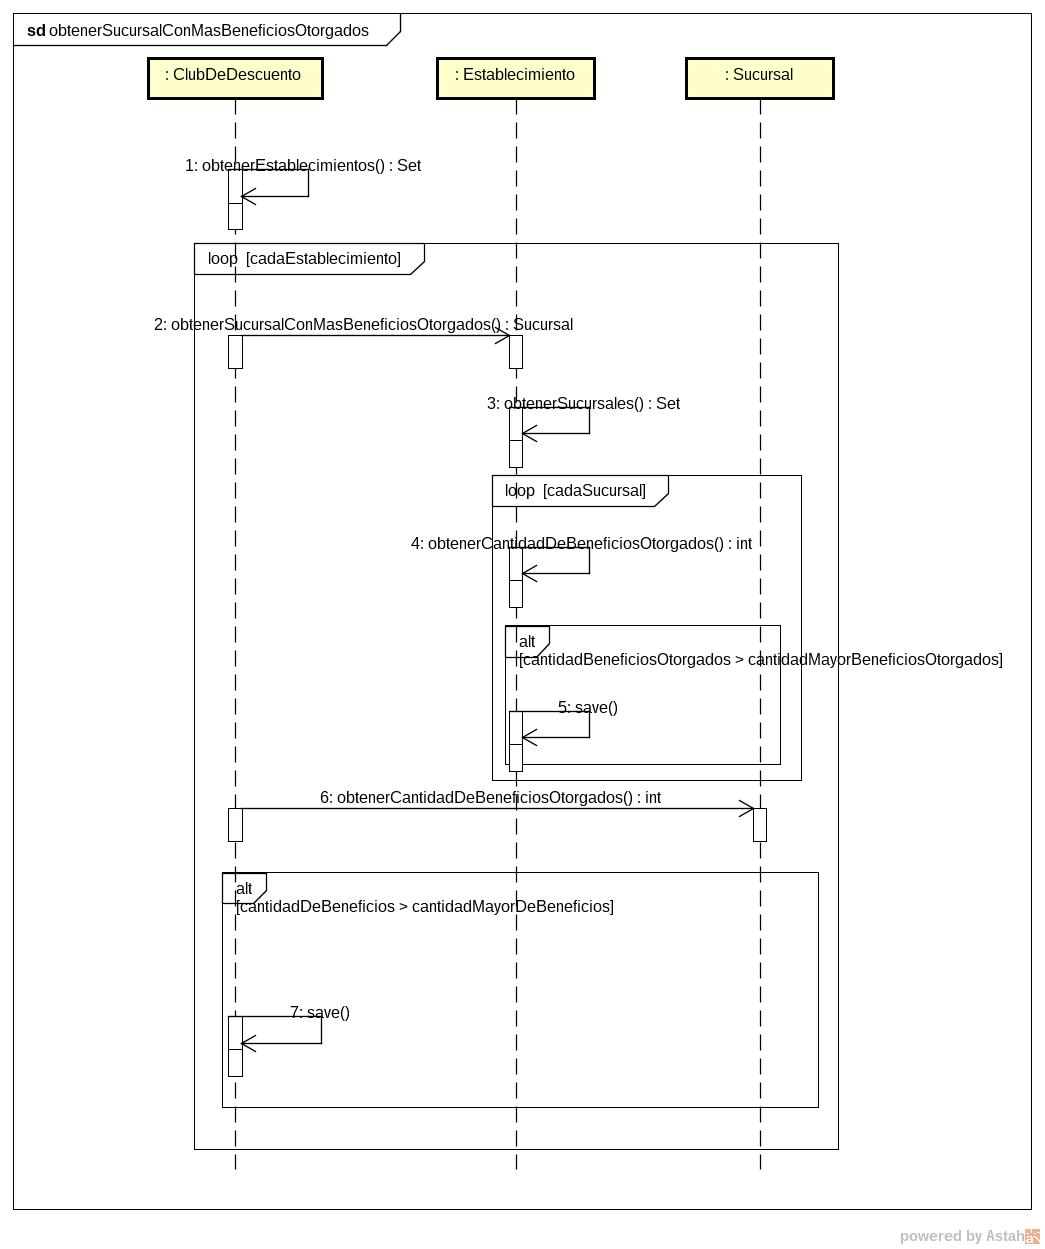 sd obtenerSucursalConMasBeneficiosOtorgados
: ClubDeDescuento
: Establecimiento
: Sucursal
1: obtenerEstablecimientos() : Set
loop [cadaEstablecimiento]
2: obtenerSucursalConMasBeneficiosOtorgados() : Sucursal
3: obtenerSucursales() : Set
loop [cadaSucursal]
4: obtenerCantidadDeBeneficiosOtorgados() : int
alt
[cantidadBeneficiosOtorgados > cantidadMayorBeneficiosOtorgados]
5: save()
6: obtenerCantidadDeBeneficiosOtorgados() : int
alt
[cantidadDeBeneficios > cantidadMayorDeBeneficios]
7: save()
powered by Astah